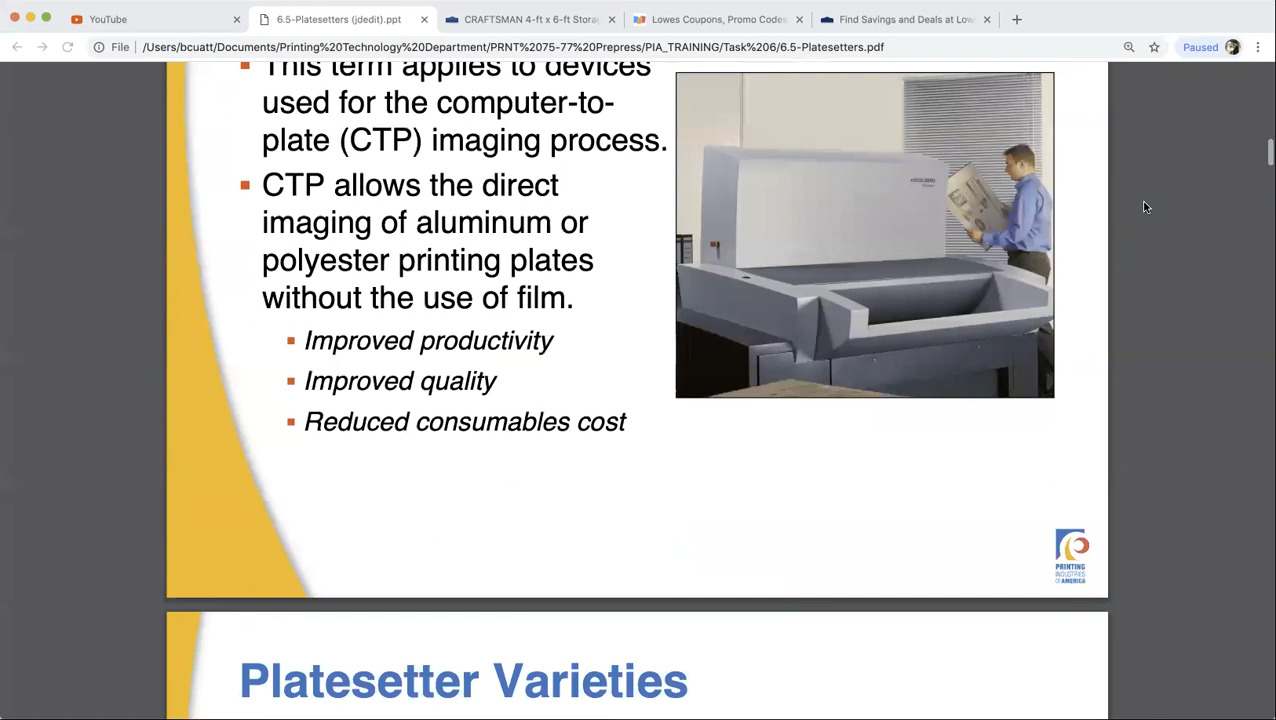 YouTube
6.5-Platesetters (jdedit).ppt
CRAFTSMAN 4-ft x 6-ft Stora
Lowes Coupons, Promo Codes
Find Savings and Deals at Low
File
/Users/bcuatt/Documents/Printing%20Technology%20Department/PRNT%2075-77%20Prepress/PIA_TRAINING/Task%206/6.5-Platesetters.pdf
Paused
This term applies to devices
used for the computer-to-
plate (CTP) imaging process.
CTP allows the direct
imaging of aluminum or
polyester printing plates
without the use of film.
Improved productivity
Improved quality
Reduced consumables cost
PRINTING
INDUSTRIES
OF AMERICA
Platesetter Varieties